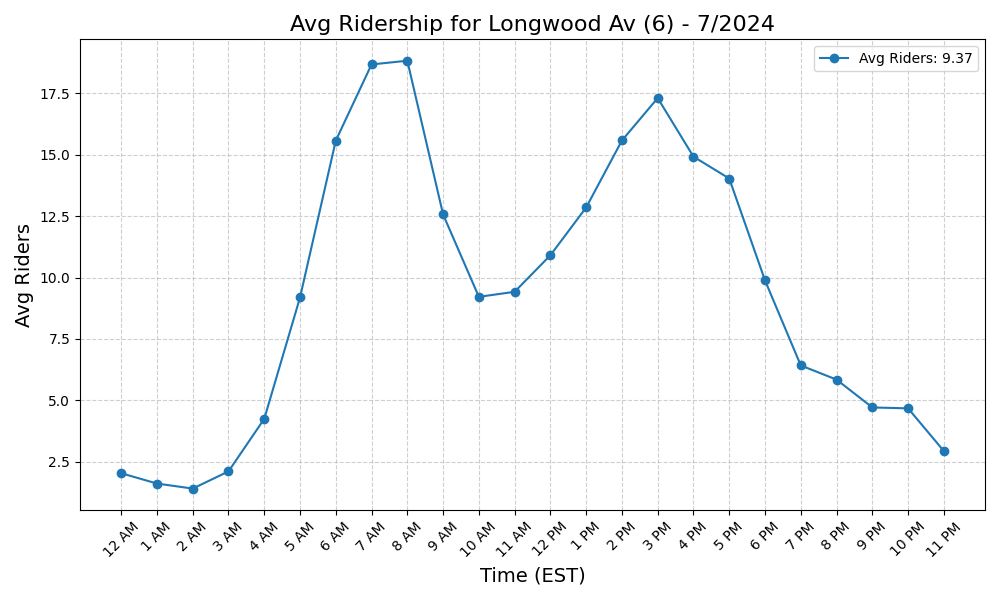 Avg Ridership for Longwood Av (6) - 7/2024
Avg Riders: 9.37
Avg Riders
17.5
15.0
12.5
10.0
7.5
5.0
2.5
12 AM
1 AM
2 AM
3 AM
4 AM
5 AM
6 AM
7 AM
8 AM
9 AM
10 AM
11 AM
12 PM
1 PM
2 PM
3 PM
4 PM
5 PM
6 PM
7 PM
8 PM
9 PM
10 PM
11 PM
Time (EST)